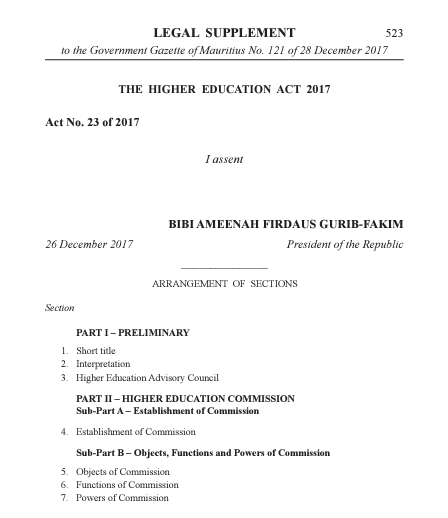 LEGAL SUPPLEMENT 523
to the Government Gazette of Mauritius No. 121 of 28 December 2017
THE HIGHER EDUCATION ACT 2017
Act No. 23 of 2017
I assent
BIBI AMEENAH FIRDAUS GURIB-FAKIM
26 December 2017 President of the Republic
ARRANGEMENT OF SECTIONS
Section
PART I – PRELIMINARY
1. Short title
2. Interpretation
3. Higher Education Advisory Council
PART II – HIGHER EDUCATION COMMISSION
Sub-Part A – Establishment of Commission
4. Establishment of Commission
Sub-Part B – Objects, Functions and Powers of Commission
5. Objects of Commission
6. Functions of Commission
7. Powers of Commission